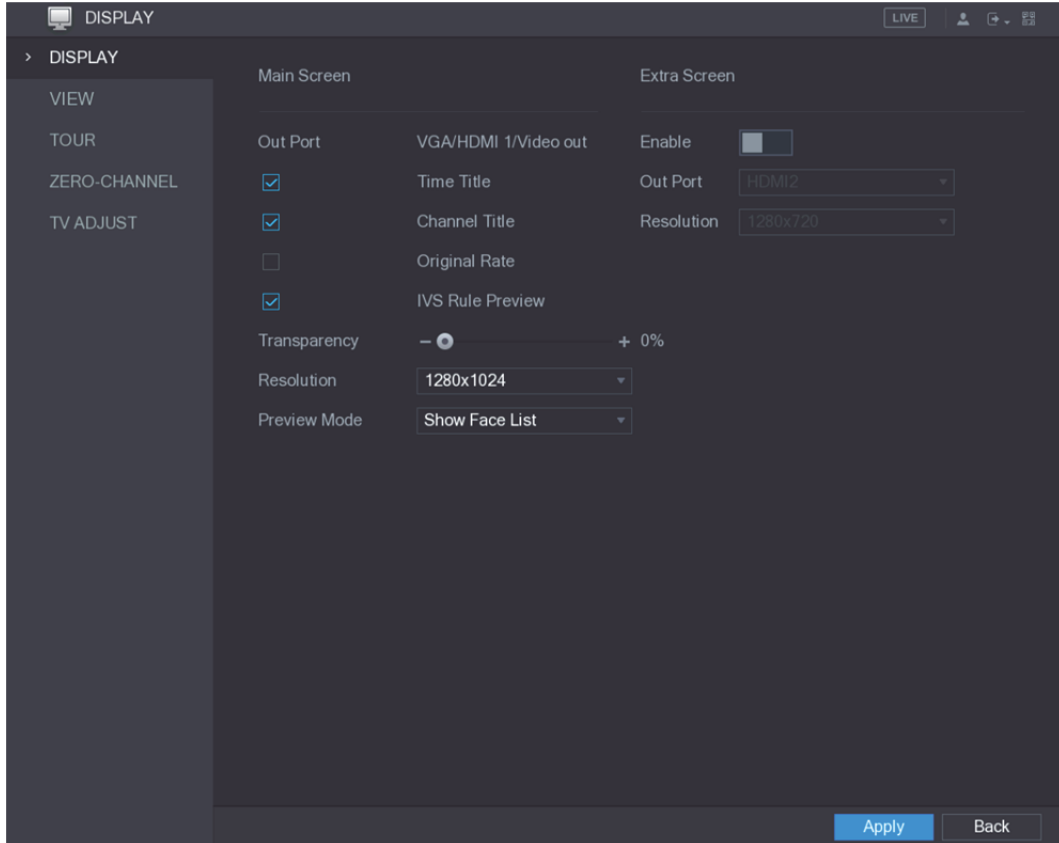 DISPLAY
LIVE
DISPLAY
VIEW
TOUR
ZERO-CHANNEL
TV ADJUST
Main Screen
Out Port VGA/HDMI 1/Video out
Time Title
Channel Title
Original Rate
IVS Rule Preview
Transparency − + 0%
Resolution 1280x1024
Preview Mode Show Face List
Extra Screen
Enable
Out Port HDMI2
Resolution 1280x720
Apply Back